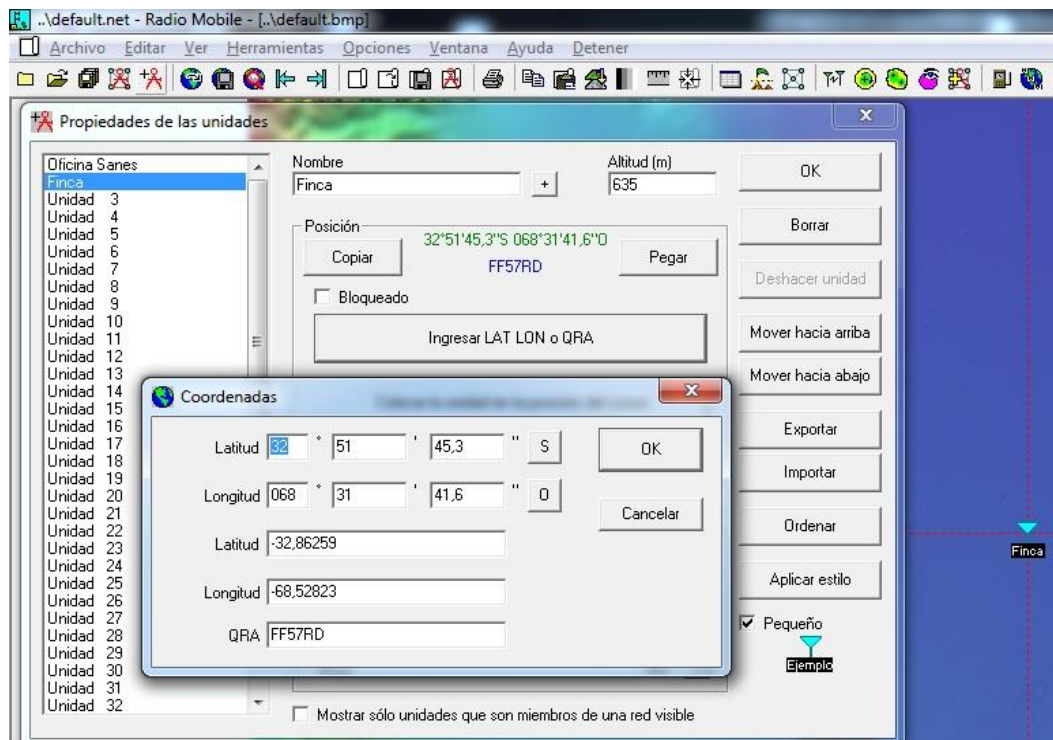 ..\default.net - Radio Mobile - [..\default.bmp]
Archivo Editar Ver Herramientas Opciones Ventana Ayuda Detener
Propiedades de las unidades
Oficina Sanes
Finca
Unidad 3
Unidad 4
Unidad 5
Unidad 6
Unidad 7
Unidad 8
Unidad 9
Unidad 10
Unidad 11
Unidad 12
Unidad 13
Unidad 14
Unidad 15
Unidad 16
Unidad 17
Unidad 18
Unidad 19
Unidad 20
Unidad 21
Unidad 22
Unidad 23
Unidad 24
Unidad 25
Unidad 26
Unidad 27
Unidad 28
Unidad 29
Unidad 30
Unidad 31
Unidad 32
Nombre
Finca
+
Altitud (m)
635
Posición
Copiar
32°51'45,3"S 068°31'41,6"O
FF57RD
Pegar
Bloqueado
Ingresar LAT LON o QRA
OK
Borrar
Deshacer unidad
Mover hacia arriba
Mover hacia abajo
Exportar
Importar
Ordenar
Aplicar estilo
Pequeño
Ejemplo
Coordenadas
Latitud 32 ° 51 ' 45,3 " S
Longitud 068 ° 31 ' 41,6 " O
Latitud -32,86259
Longitud -68,52823
QRA FF57RD
OK
Cancelar
Mostrar sólo unidades que son miembros de una red visible
Finca